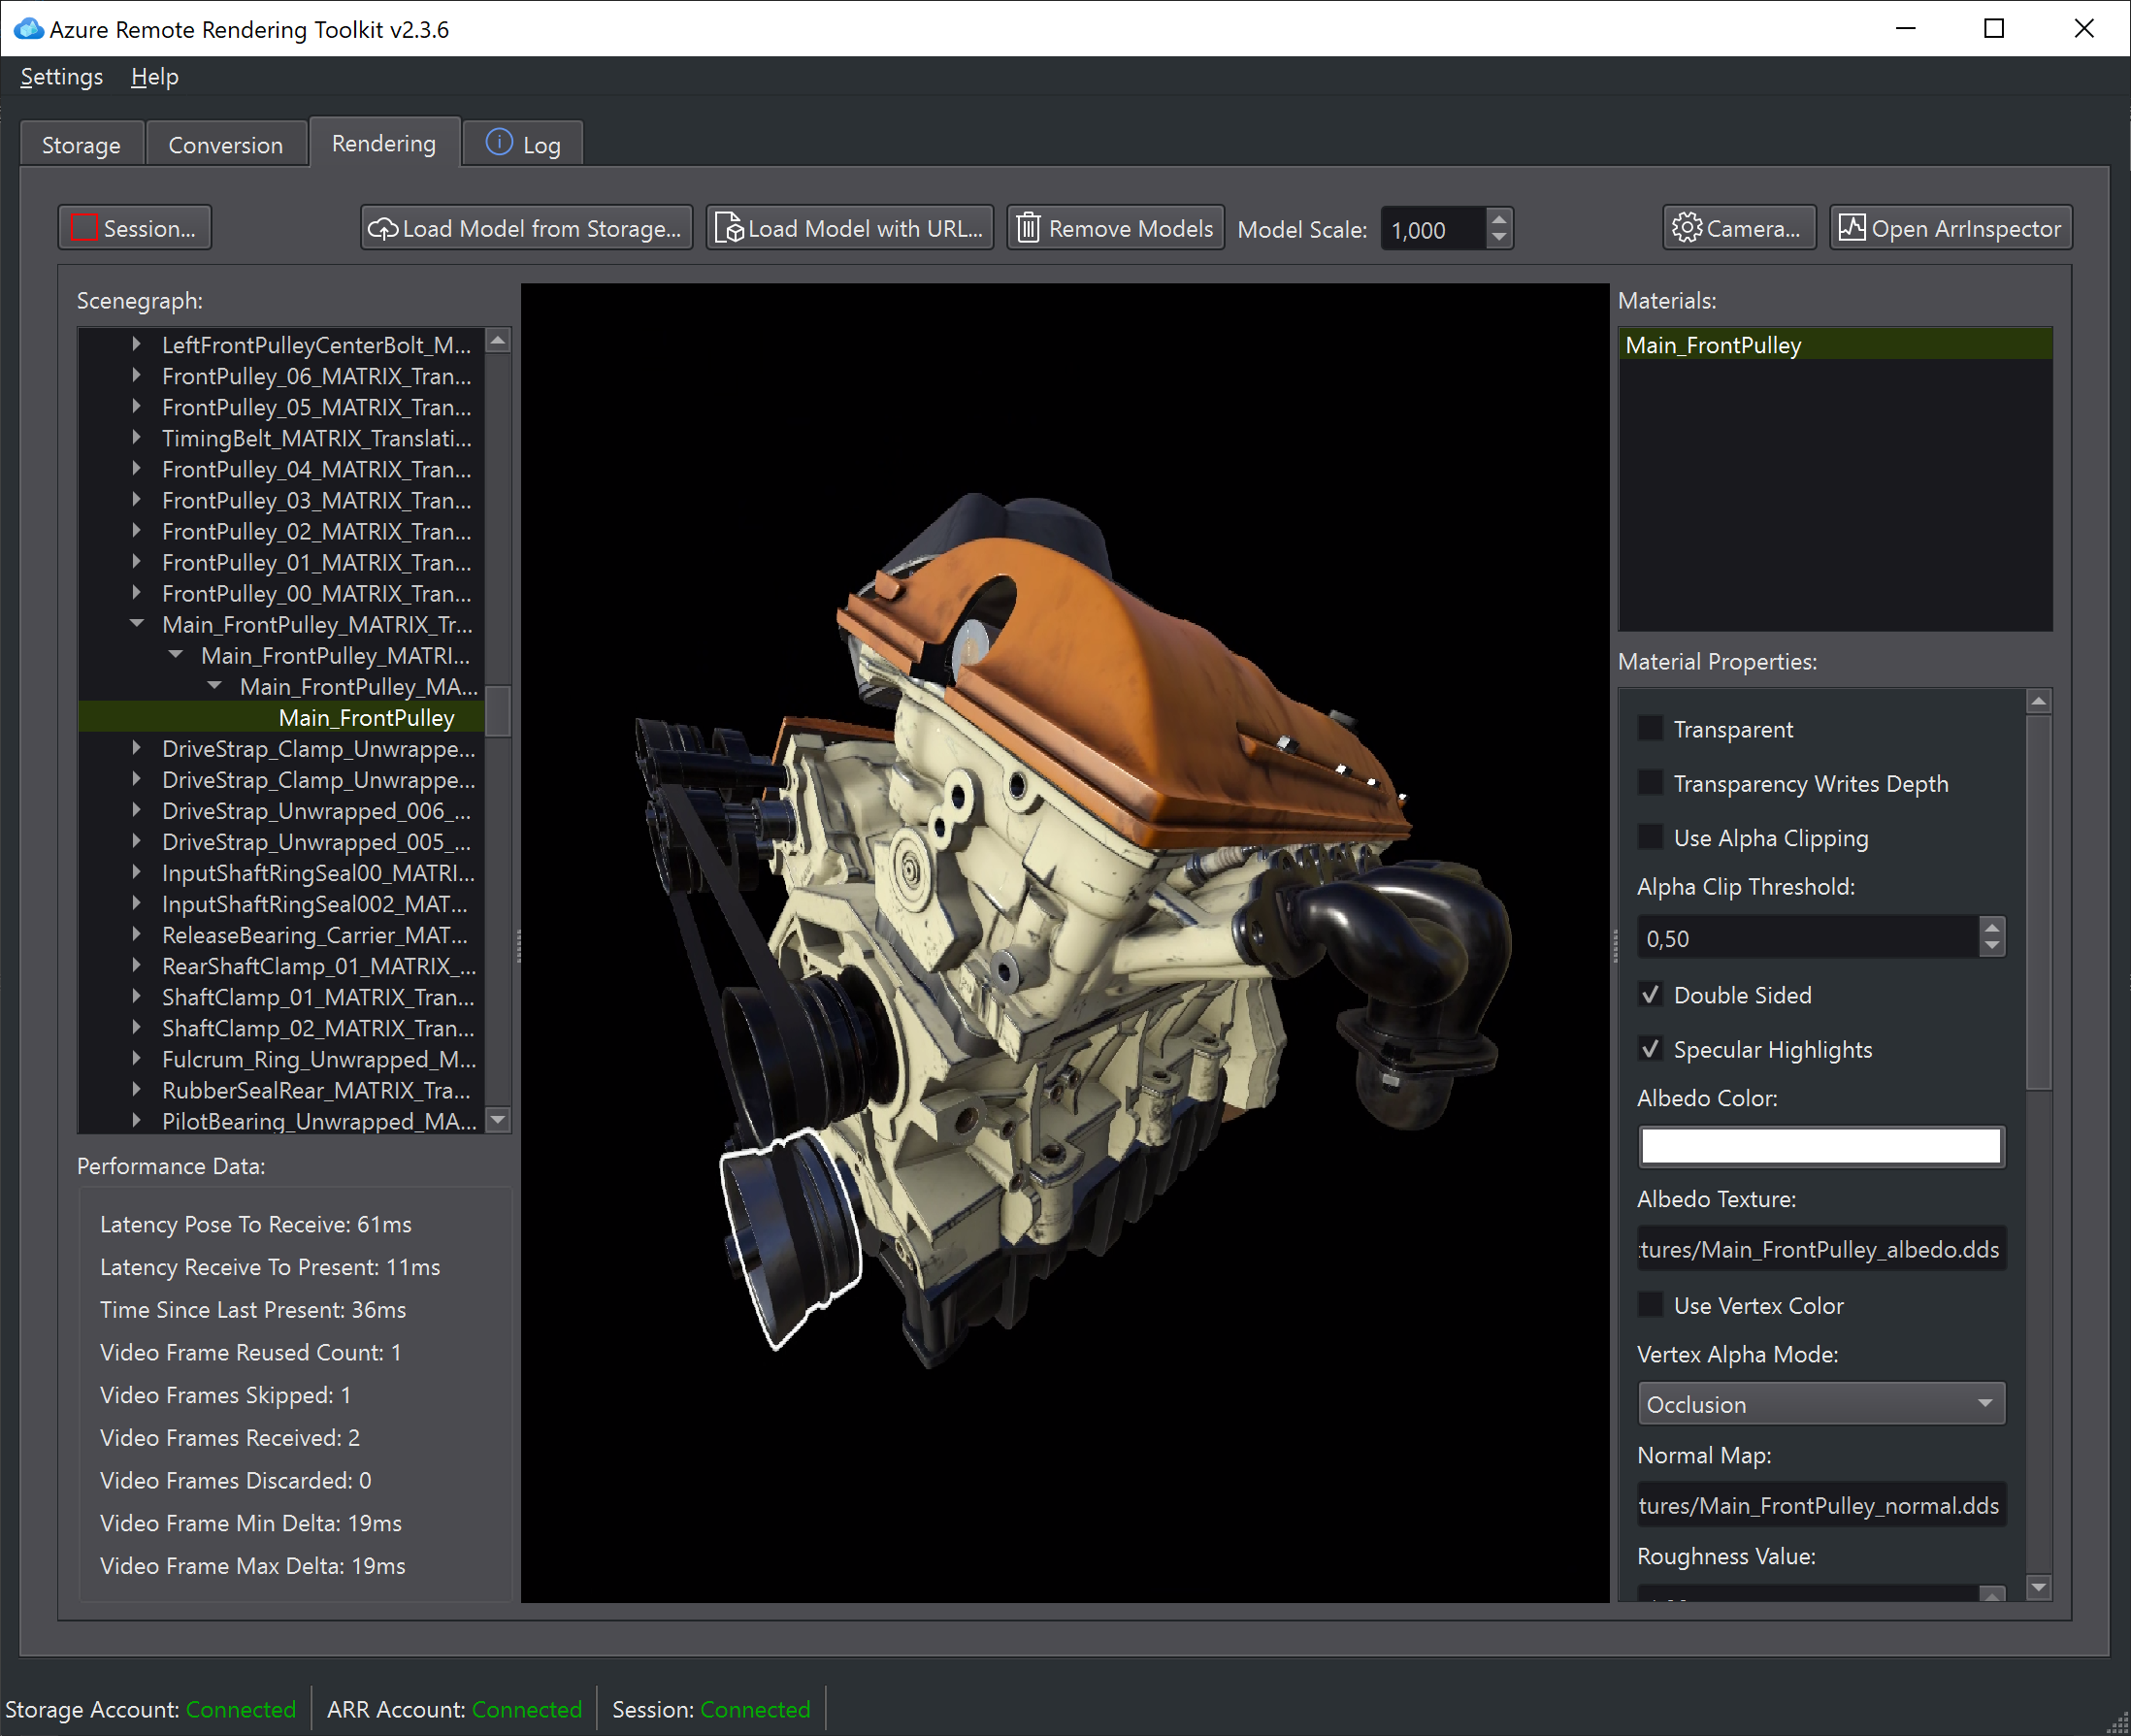 Azure Remote Rendering Toolkit v2.3.6
Settings Help
Storage Conversion Rendering Log
Session... Load Model from Storage... Load Model with URL... Remove Models Model Scale: 1,000 Camera... Open ArrInspector
Scenegraph:
LeftFrontPulleyCenterBolt_M...
FrontPulley_06_MATRIX_Tran...
FrontPulley_05_MATRIX_Tran...
TimingBelt_MATRIX_Translati...
FrontPulley_04_MATRIX_Tran...
FrontPulley_03_MATRIX_Tran...
FrontPulley_02_MATRIX_Tran...
FrontPulley_01_MATRIX_Tran...
FrontPulley_00_MATRIX_Tran...
Main_FrontPulley_MATRIX_Tr...
Main_FrontPulley_MATRI...
Main_FrontPulley_MA...
Main_FrontPulley
DriveStrap_Clamp_Unwrappe...
DriveStrap_Clamp_Unwrappe...
DriveStrap_Unwrapped_006_...
DriveStrap_Unwrapped_005_...
InputShaftRingSeal00_MATRI...
InputShaftRingSeal002_MAT...
ReleaseBearing_Carrier_MAT...
RearShaftClamp_01_MATRIX_...
ShaftClamp_01_MATRIX_Tran...
ShaftClamp_02_MATRIX_Tran...
Fulcrum_Ring_Unwrapped_M...
RubberSealRear_MATRIX_Tra...
PilotBearing_Unwrapped_MA...
Performance Data:
Latency Pose To Receive: 61ms
Latency Receive To Present: 11ms
Time Since Last Present: 36ms
Video Frame Reused Count: 1
Video Frames Skipped: 1
Video Frames Received: 2
Video Frames Discarded: 0
Video Frame Min Delta: 19ms
Video Frame Max Delta: 19ms
Materials:
Main_FrontPulley
Material Properties:
Transparent
Transparency Writes Depth
Use Alpha Clipping
Alpha Clip Threshold:
0,50
Double Sided
Specular Highlights
Albedo Color:
Albedo Texture:
tures/Main_FrontPulley_albedo.dds
Use Vertex Color
Vertex Alpha Mode:
Occlusion
Normal Map:
tures/Main_FrontPulley_normal.dds
Roughness Value:
Storage Account: Connected ARR Account: Connected Session: Connected